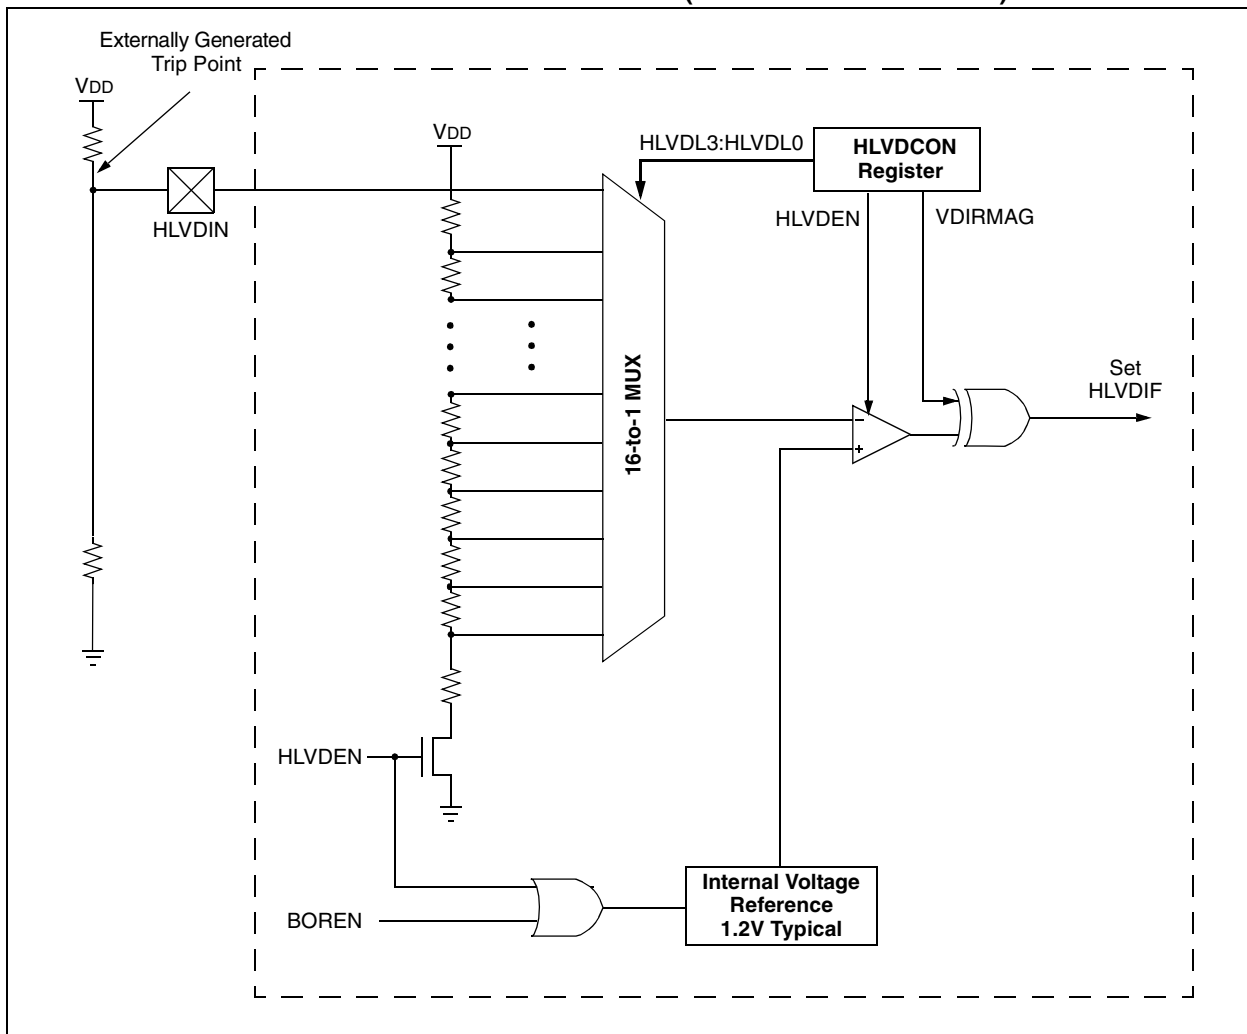 Externally Generated
Trip Point
VDD
HLVDIN
VDD
HLVDL3:HLVDL0
HLVDCON
Register
HLVDEN
VDIRMAG
16-to-1 MUX
Set
HLVDIF
HLVDEN
BOREN
Internal Voltage
Reference
1.2V Typical